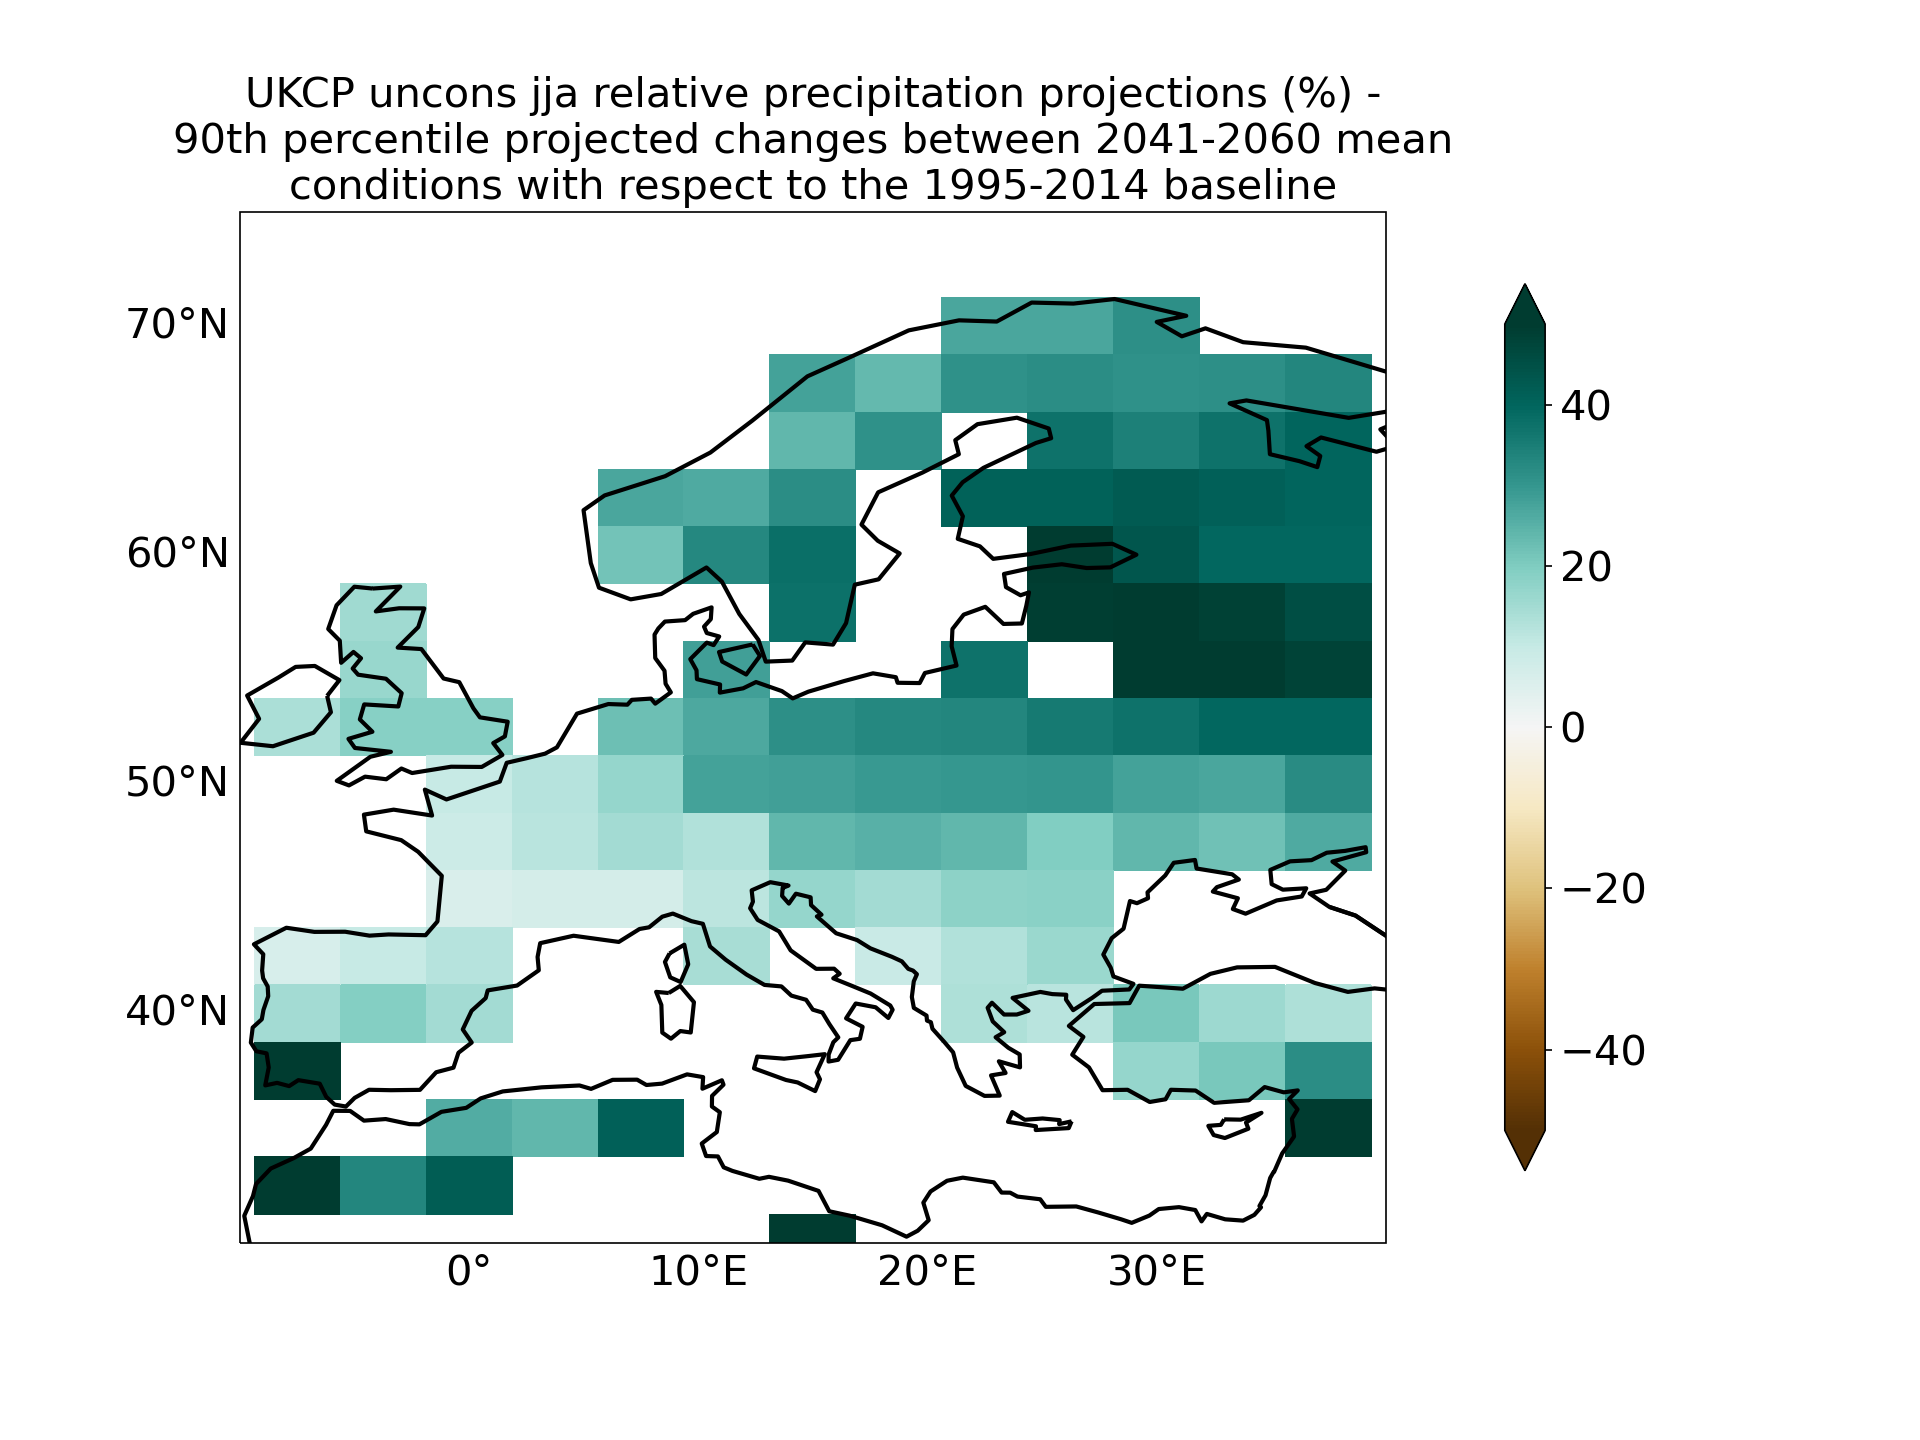 UKCP uncons jja relative precipitation projections (%) -
90th percentile projected changes between 2041-2060 mean
conditions with respect to the 1995-2014 baseline
70°N
60°N
50°N
40°N
0°
10°E
20°E
30°E
40
20
0
−20
−40